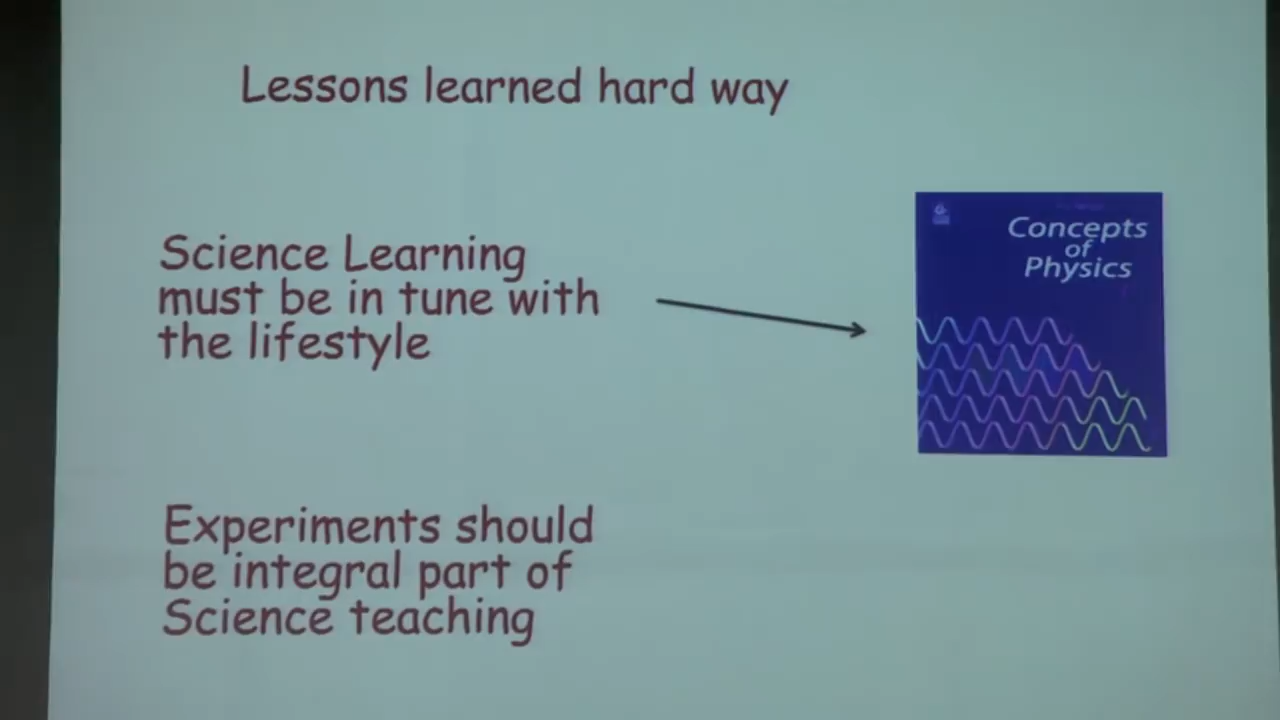 Lessons learned hard way
Science Learning
must be in tune with
the lifestyle
Concepts
of
Physics
Experiments should
be integral part of
Science teaching